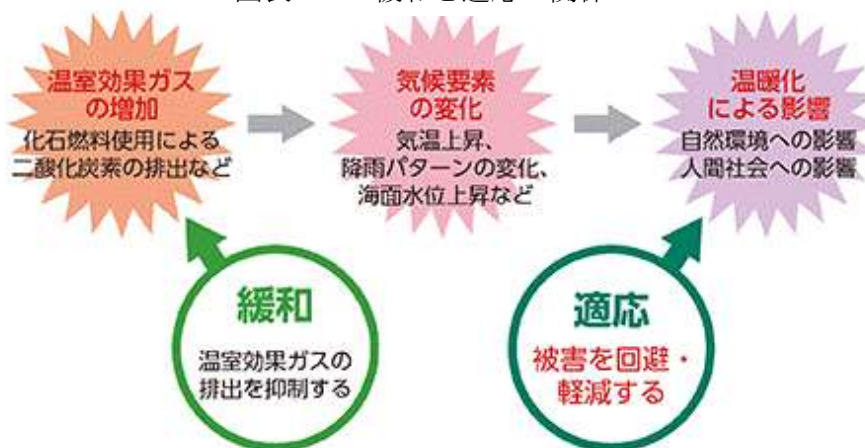 温室効果ガス
の増加
化石燃料使用による
二酸化炭素の排出など
気候要素
の変化
気温上昇、
降雨パターンの変化、
海面水位上昇など
温暖化
による影響
自然環境への影響
人間社会への影響
緩和
温室効果ガスの
排出を抑制する
適応
被害を回避・
軽減する